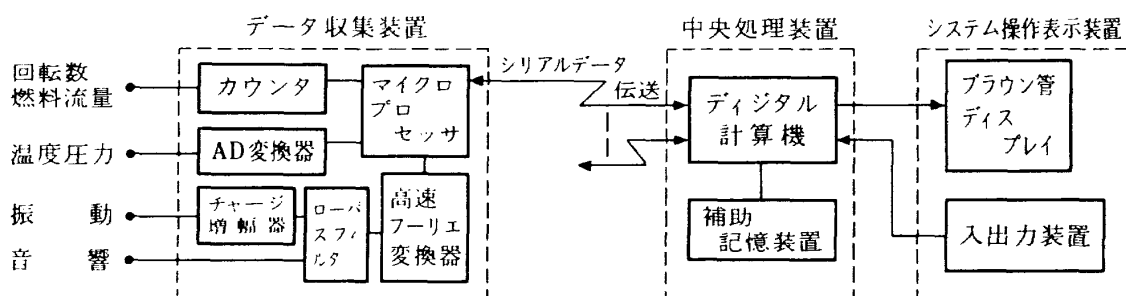 データ収集装置
中央処理装置
システム操作表示装置
回転数
燃料流量
カウンタ
マイクロ
プロ
セッサ
シリアルデータ
伝送
ディジタル
計算機
ブラウン管
ディス
プレイ
温度圧力
AD変換器
振動
チャージ
増幅器
ローパ
スフィ
ルタ
高速
フーリエ
変換器
補助
記憶装置
入出力装置
音響